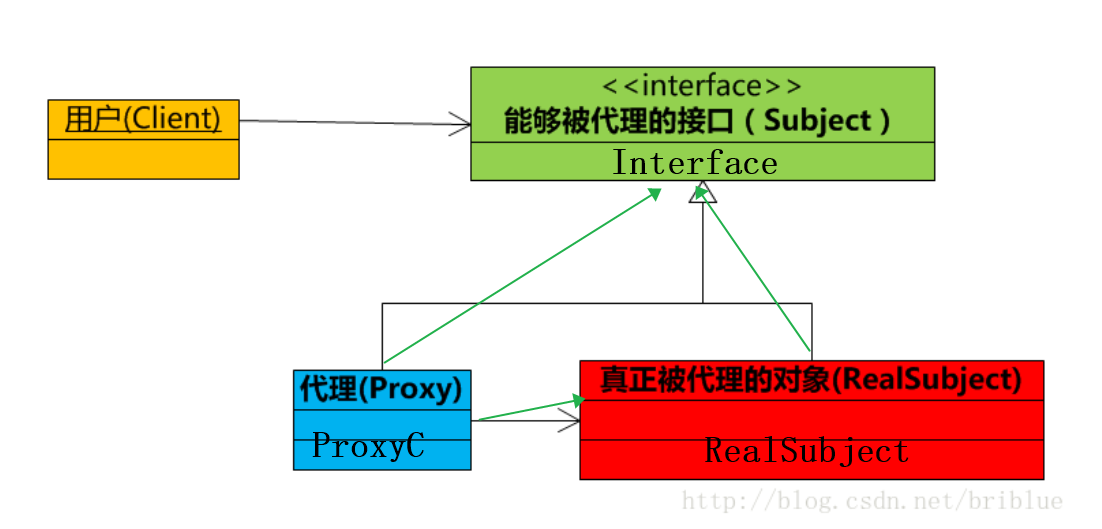 用户(Client)
<<interface>>
能够被代理的接口（Subject）
Interface
代理(Proxy)
ProxyC
真正被代理的对象(RealSubject)
RealSubject
http://blog.csdn.net/briblue